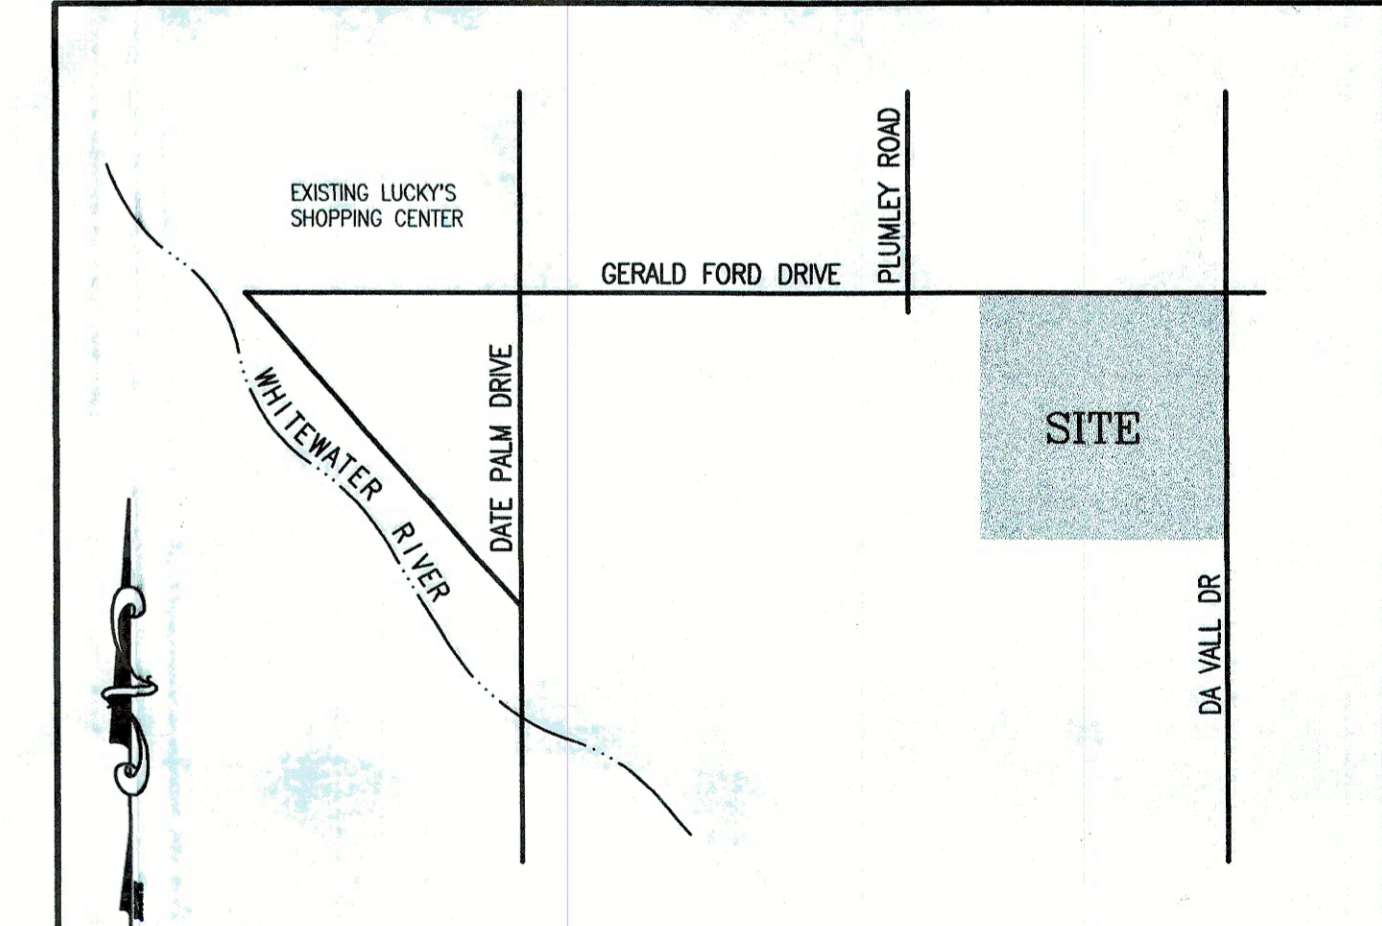 EXISTING LUCKY'S
SHOPPING CENTER
PLUMLEY ROAD
GERALD FORD DRIVE
WHITEWATER RIVER
DATE PALM DRIVE
SITE
DA VALL DR